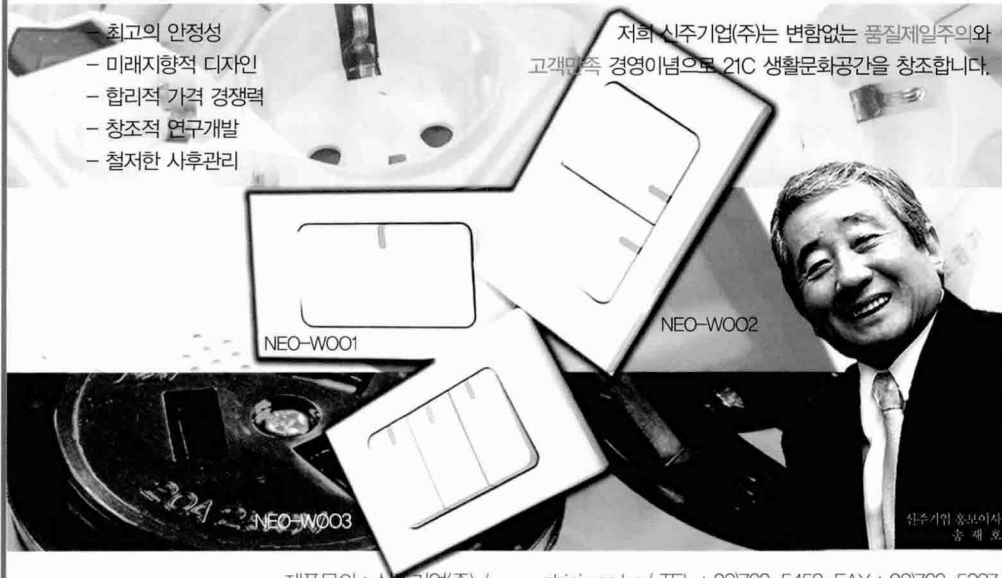 - 최고의 안정성
- 미래지향적 디자인
- 합리적 가격 경쟁력
- 창조적 연구개발
- 철저한 사후관리
저희 신주기업(주)는 변함없는 품질제일주의와
고객만족 경영이념으로 21C 생활문화공간을 창조합니다.
NEO-W001
NEO-W002
NEO-W003
신주기업 홍보이사
송 재 호